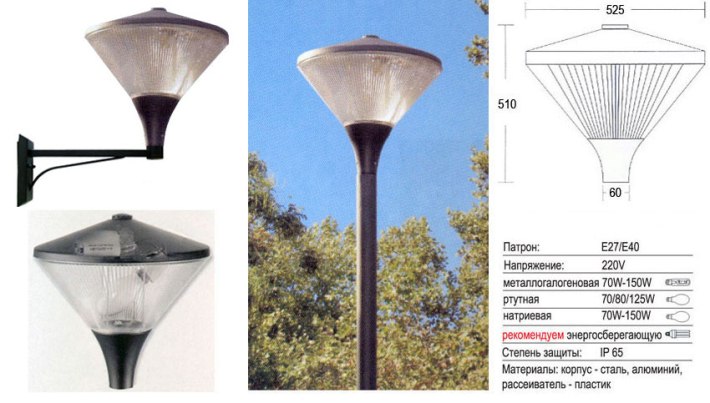 525
510
60
Патрон: E27/E40
Напряжение: 220V
металлогалогеновая 70W-150W
ртутная 70/80/125W
натриевая 70W-150W
рекомендуем энергосберегающую
Степень защиты: IP 65
Материалы: корпус - сталь, алюминий,
рассеиватель - пластик